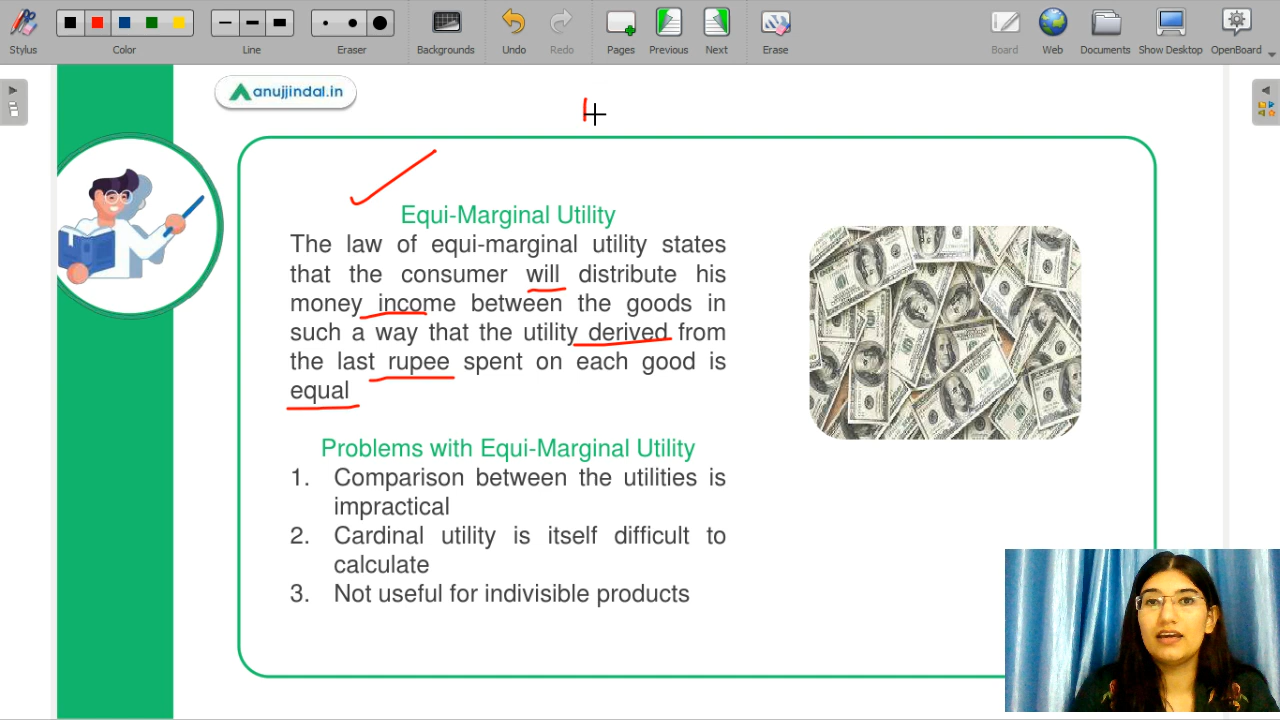 Stylus
Color
Line
Eraser
Backgrounds
Undo
Redo
Pages
Previous
Next
Erase
Board
Web
Documents
Show Desktop
OpenBoard
anujjindal.in
Equi-Marginal Utility
The law of equi-marginal utility states
that the consumer will distribute his
money income between the goods in
such a way that the utility derived from
the last rupee spent on each good is
equal
Problems with Equi-Marginal Utility
1. Comparison between the utilities is
impractical
2. Cardinal utility is itself difficult to
calculate
3. Not useful for indivisible products